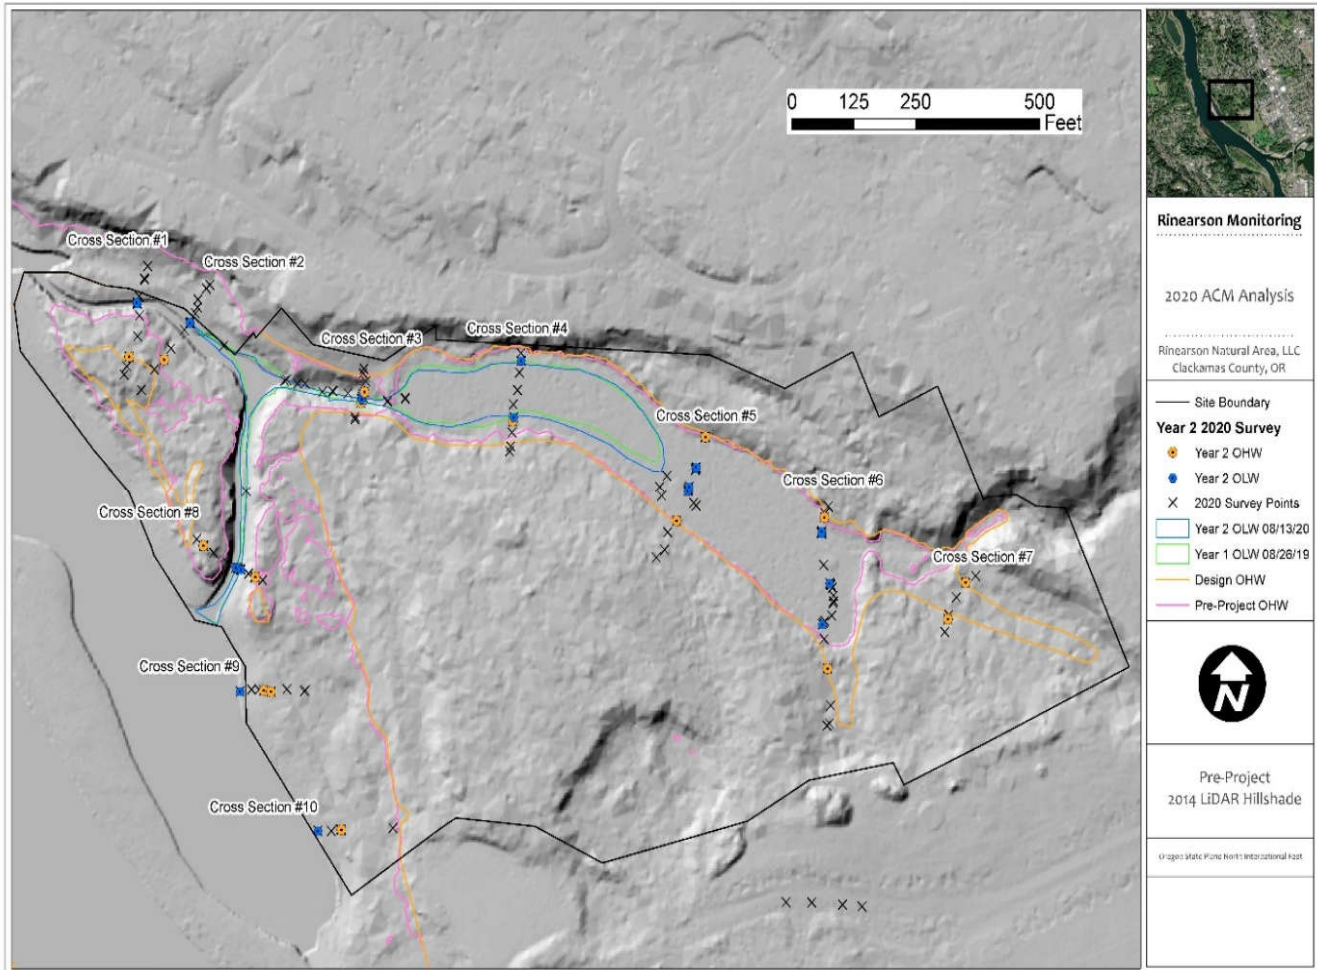 0 125 250 500
Feet
Cross Section #1
Cross Section #2
Cross Section #3
Cross Section #4
Cross Section #5
Cross Section #6
Cross Section #7
Cross Section #8
Cross Section #9
Cross Section #10
Rinearson Monitoring
2020 ACM Analysis
Rinearson Natural Area, LLC
Clackamas County, OR
Site Boundary
Year 2 2020 Survey
Year 2 OHW
Year 2 OLW
2020 Survey Points
Year 2 OLW 08/13/20
Year 1 OLW 08/26/19
Design OHW
Pre-Project OHW
N
Pre-Project
2014 LiDAR Hillshade
Oregon State Plane North International Feet